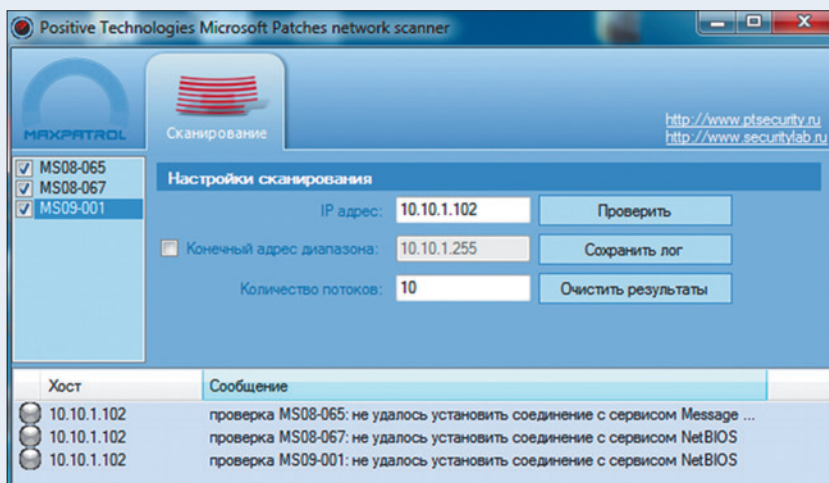 Positive Technologies Microsoft Patches network scanner
MAXPATROL
Сканирование
http://www.ptsecurity.ru
http://www.securitylab.ru
MS08-065
MS08-067
MS09-001
Настройки сканирования
IP адрес: 10.10.1.102 Проверить
Конечный адрес диапазона: 10.10.1.255 Сохранить лог
Количество потоков: 10 Очистить результаты
Хост Сообщение
10.10.1.102 проверка MS08-065: не удалось установить соединение с сервисом Message ...
10.10.1.102 проверка MS08-067: не удалось установить соединение с сервисом NetBIOS
10.10.1.102 проверка MS09-001: не удалось установить соединение с сервисом NetBIOS